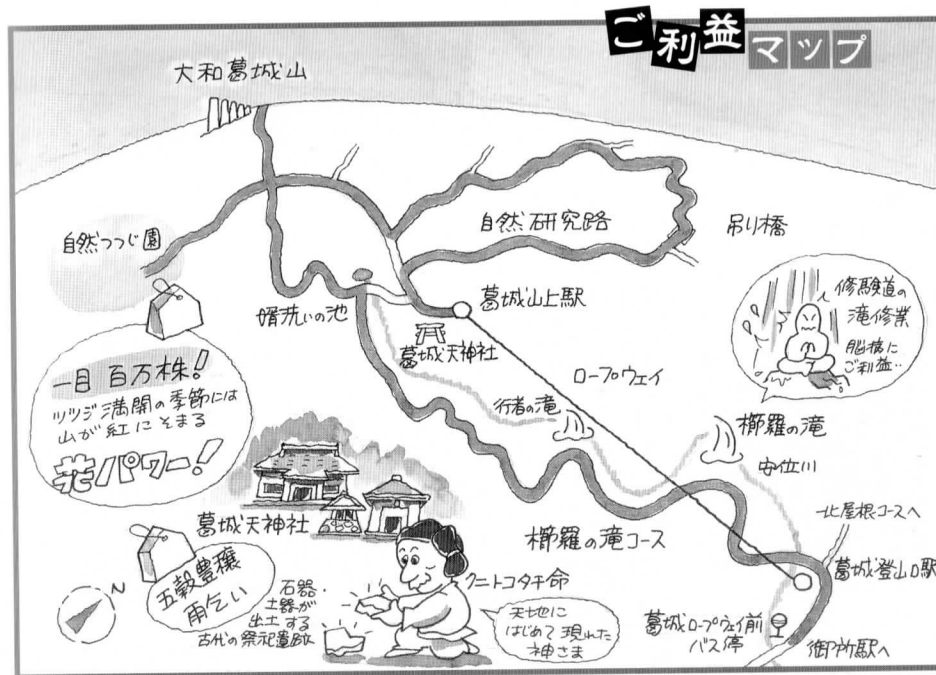 ご利益マップ
大和葛城山
自然つつじ園
自然研究路
吊り橋
婿洗いの池
葛城山上駅
葛城天神社
ロープウェイ
修験道の
滝修業
脳病に
ご利益‥
一目百万株!
ツツジ満開の季節には
山が紅にそまる
花パワー!
行者の滝
櫛羅の滝
安位川
北尾根コースへ
葛城天神社
櫛羅の滝コース
葛城登山口駅
五穀豊穣
雨乞い
N
石器・
土器が
出土する
古代の祭祀遺跡
クニトコタチ命
天地に
はじめて現れた
神さま
葛城ロープウェイ前
バス停
御所駅へ